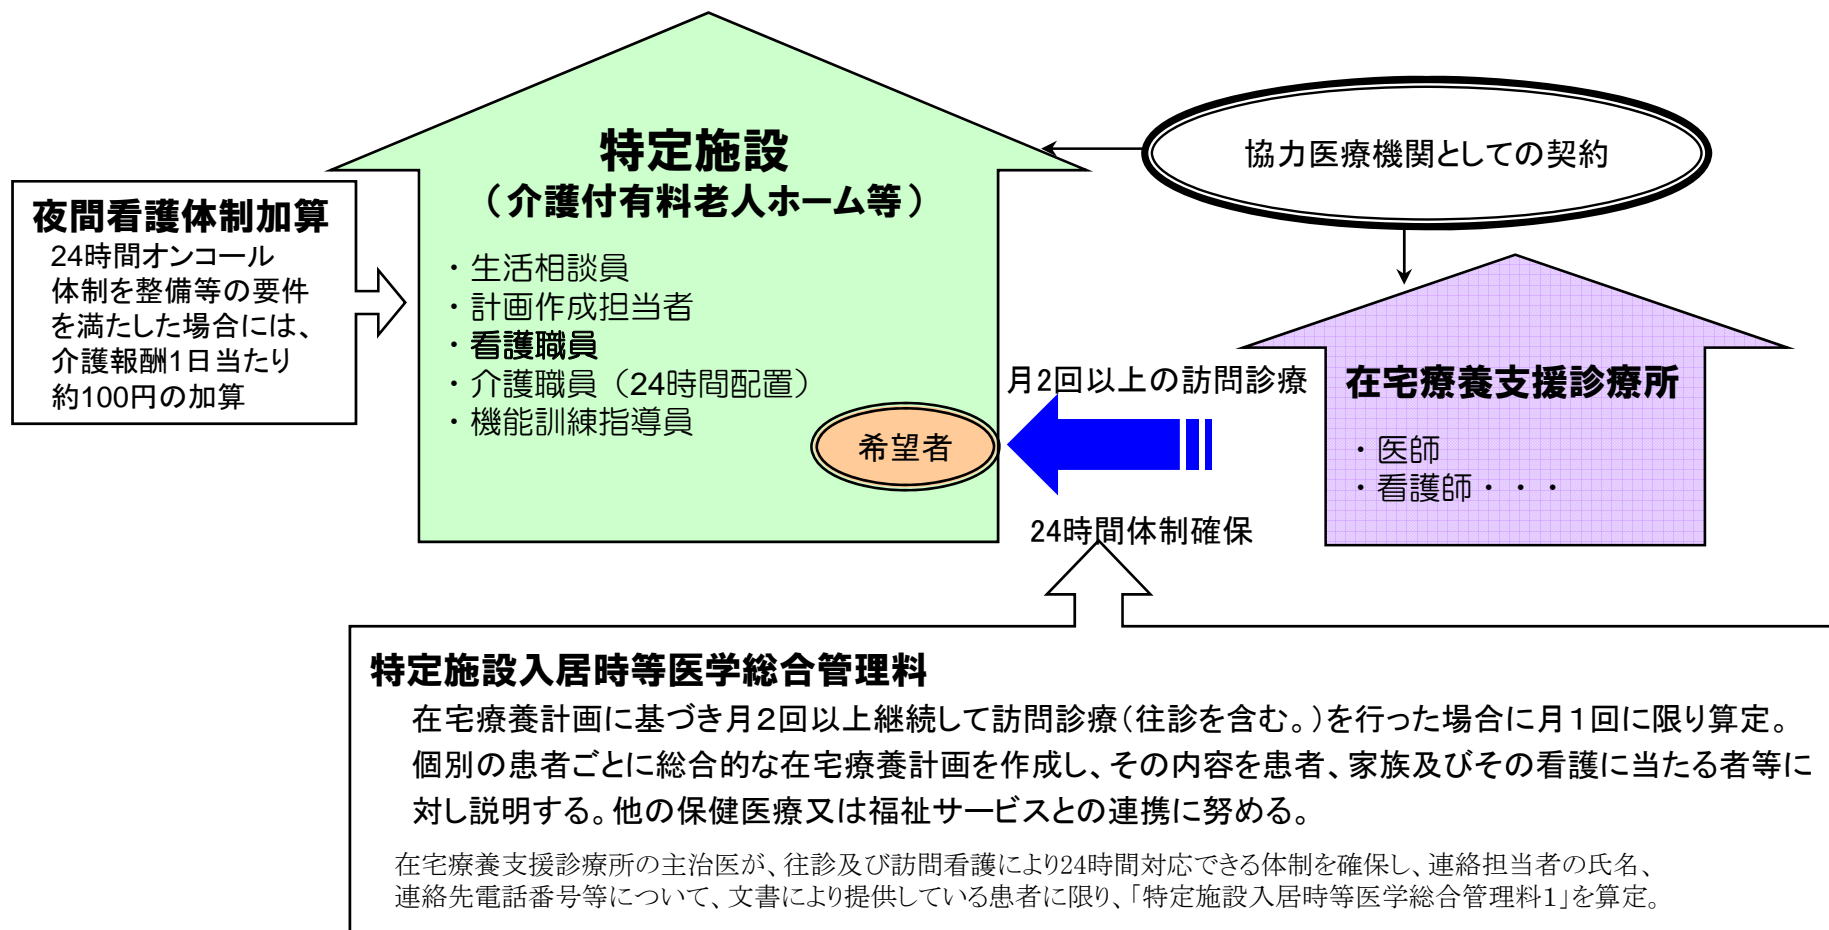 特定施設
（介護付有料老人ホーム等）
・生活相談員
・計画作成担当者
・看護職員
・介護職員（24時間配置）
・機能訓練指導員
希望者
夜間看護体制加算
24時間オンコール
体制を整備等の要件
を満たした場合には、
介護報酬1日当たり
約100円の加算
協力医療機関としての契約
月2回以上の訪問診療
24時間体制確保
在宅療養支援診療所
・医師
・看護師・・・
特定施設入居時等医学総合管理料
在宅療養計画に基づき月２回以上継続して訪問診療（往診を含む。）を行った場合に月１回に限り算定。
個別の患者ごとに総合的な在宅療養計画を作成し、その内容を患者、家族及びその看護に当たる者等に
対し説明する。他の保健医療又は福祉サービスとの連携に努める。
在宅療養支援診療所の主治医が、往診及び訪問看護により24時間対応できる体制を確保し、連絡担当者の氏名、
連絡先電話番号等について、文書により提供している患者に限り、「特定施設入居時等医学総合管理料1」を算定。